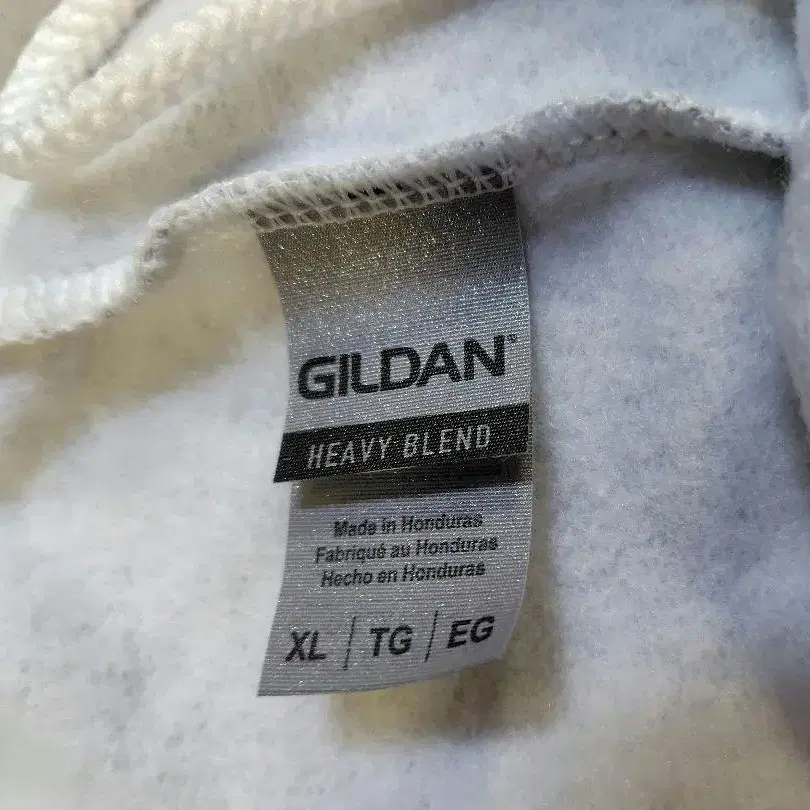 GILDAN®
HEAVY BLEND
Made in Honduras
Fabriqué au Honduras
Hecho en Honduras
XL | TG | EG